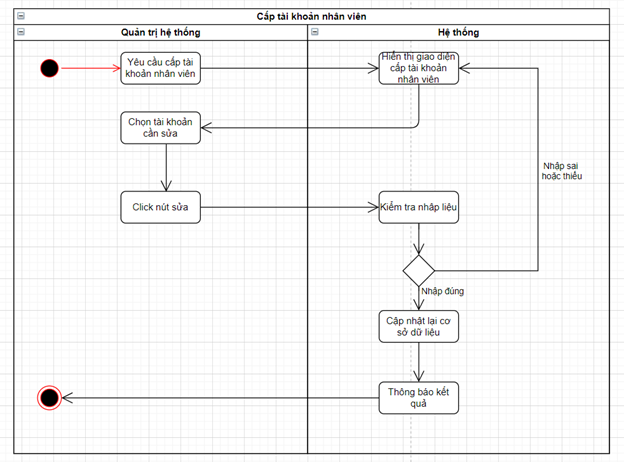 Cấp tài khoản nhân viên
Quản trị hệ thống
Hệ thống
Yêu cầu cấp tài
khoản nhân viên
Hiển thị giao diện
cấp tài khoản
nhân viên
Chọn tài khoản
cần sửa
Nhập sai
hoặc thiếu
Click nút sửa
Kiểm tra nhập liệu
Nhập đúng
Cập nhật lại cơ
sở dữ liệu
Thông báo kết
quả